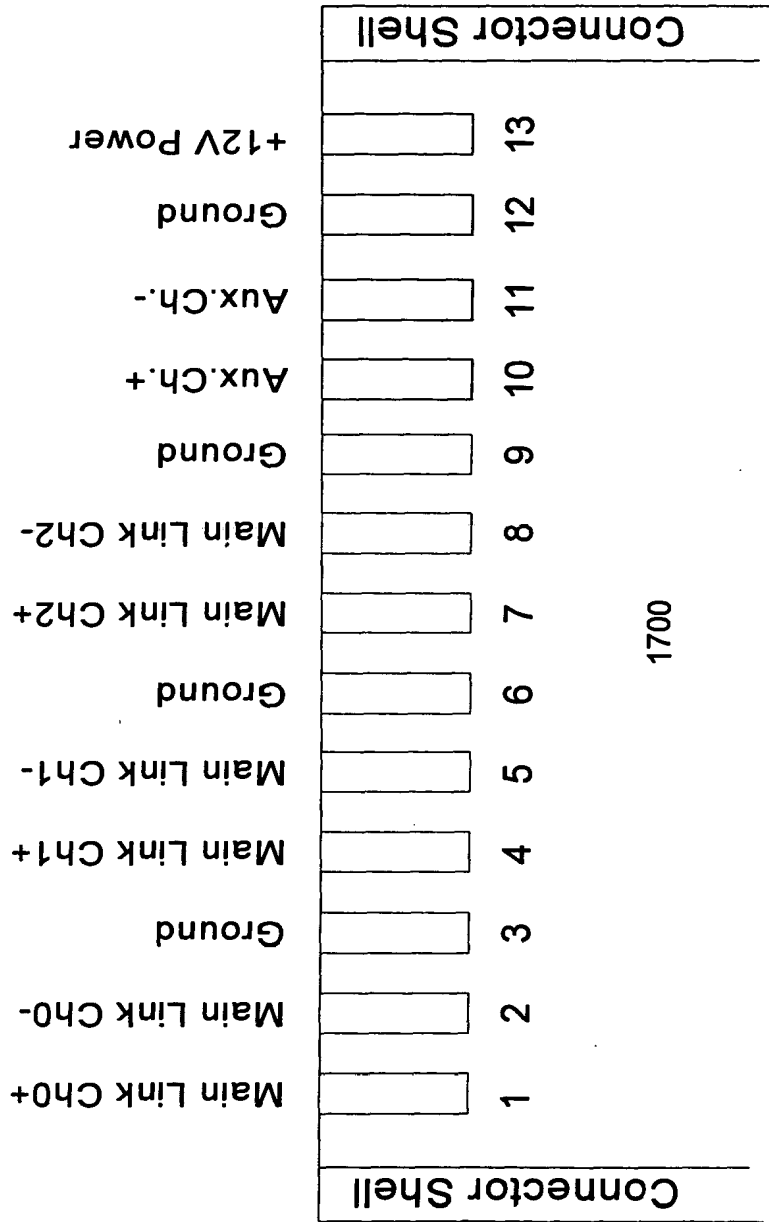 Connector Shell
+12V Power 13
Ground 12
Aux.Ch.- 11
Aux.Ch.+ 10
Ground 9
Main Link Ch2- 8
Main Link Ch2+ 7
Ground 6
Main Link Ch1- 5
Main Link Ch1+ 4
Ground 3
Main Link Ch0- 2
Main Link Ch0+ 1
Connector Shell
1700